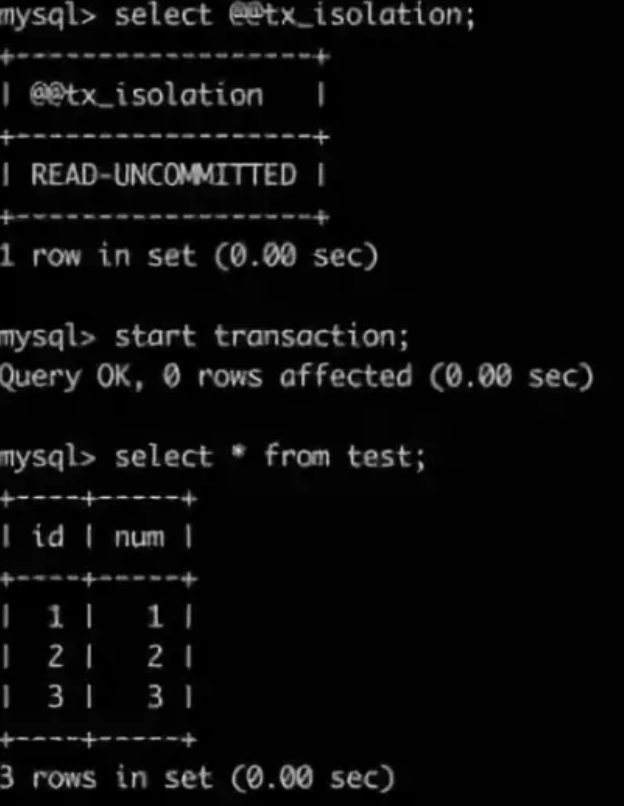 mysql> select @@tx_isolation;
+------------------+
| @@tx_isolation   |
+------------------+
| READ-UNCOMMITTED |
+------------------+
1 row in set (0.00 sec)

mysql> start transaction;
Query OK, 0 rows affected (0.00 sec)

mysql> select * from test;
+----+-----+
| id | num |
+----+-----+
|  1 |   1 |
|  2 |   2 |
|  3 |   3 |
+----+-----+
3 rows in set (0.00 sec)